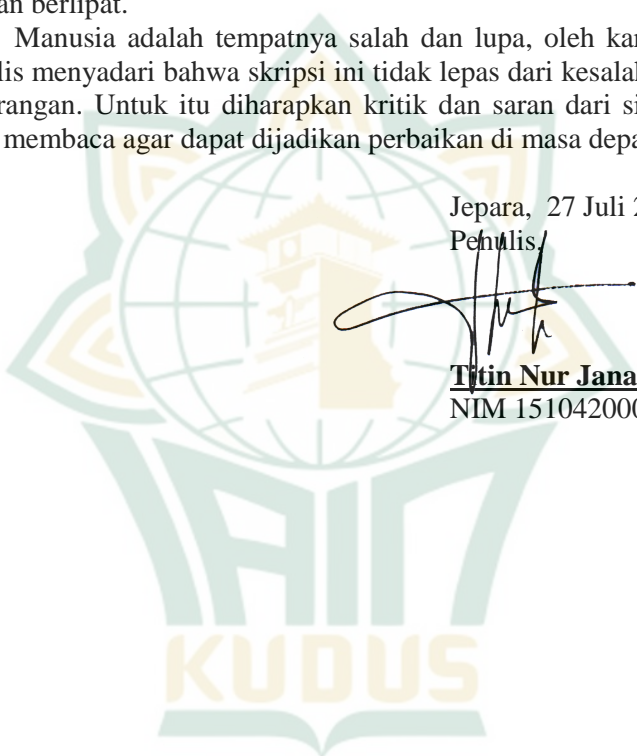 an berlipat.
Manusia adalah tempatnya salah dan lupa, oleh kar
lis menyadari bahwa skripsi ini tidak lepas dari kesalah
rangan. Untuk itu diharapkan kritik dan saran dari si
membaca agar dapat dijadikan perbaikan di masa depa
Jepara, 27 Juli 2
Penulis,
Titin Nur Jana
NIM 151042000
IAIN
KUDUS